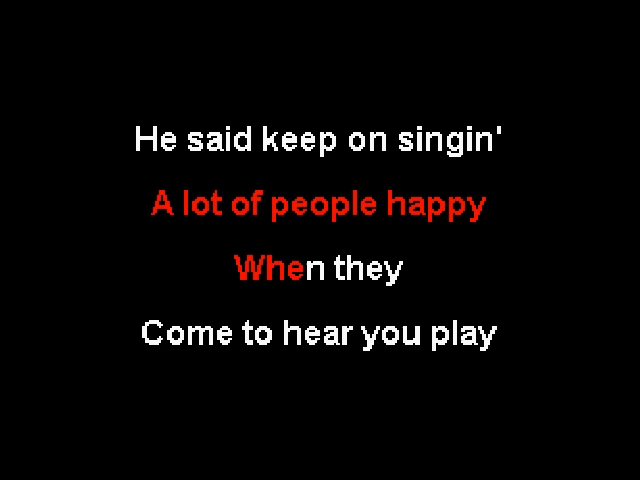 He said keep on singin'
A lot of people happy
When they
Come to hear you play